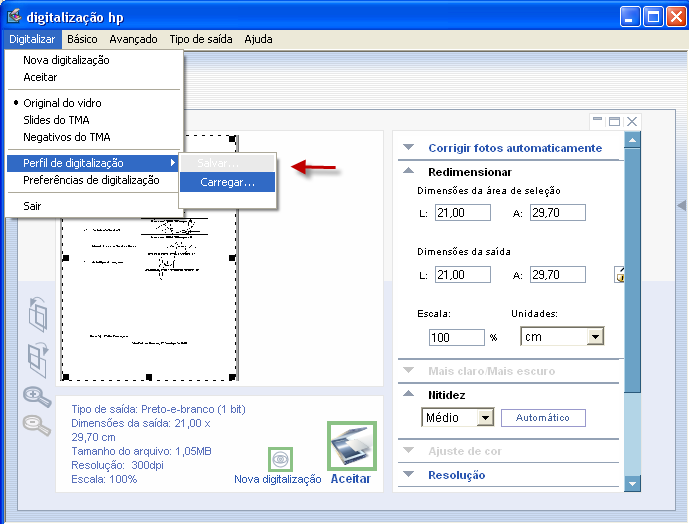 digitalização hp
Digitalizar Básico Avançado Tipo de saída Ajuda
Nova digitalização
Aceitar
Original do vidro
Slides do TMA
Negativos do TMA
Perfil de digitalização
Preferências de digitalização
Sair
Salvar...
Carregar...
Corrigir fotos automaticamente
Redimensionar
Dimensões da área de seleção
L: 21,00 A: 29,70
Dimensões da saída
L: 21,00 A: 29,70
Escala: Unidades:
100 % cm
Mais claro/Mais escuro
Nitidez
Médio Automático
Ajuste de cor
Resolução
Tipo de saída: Preto-e-branco (1 bit)
Dimensões da saída: 21,00 x
29,70 cm
Tamanho do arquivo: 1,05MB
Resolução: 300dpi
Escala: 100%
Nova digitalização
Aceitar